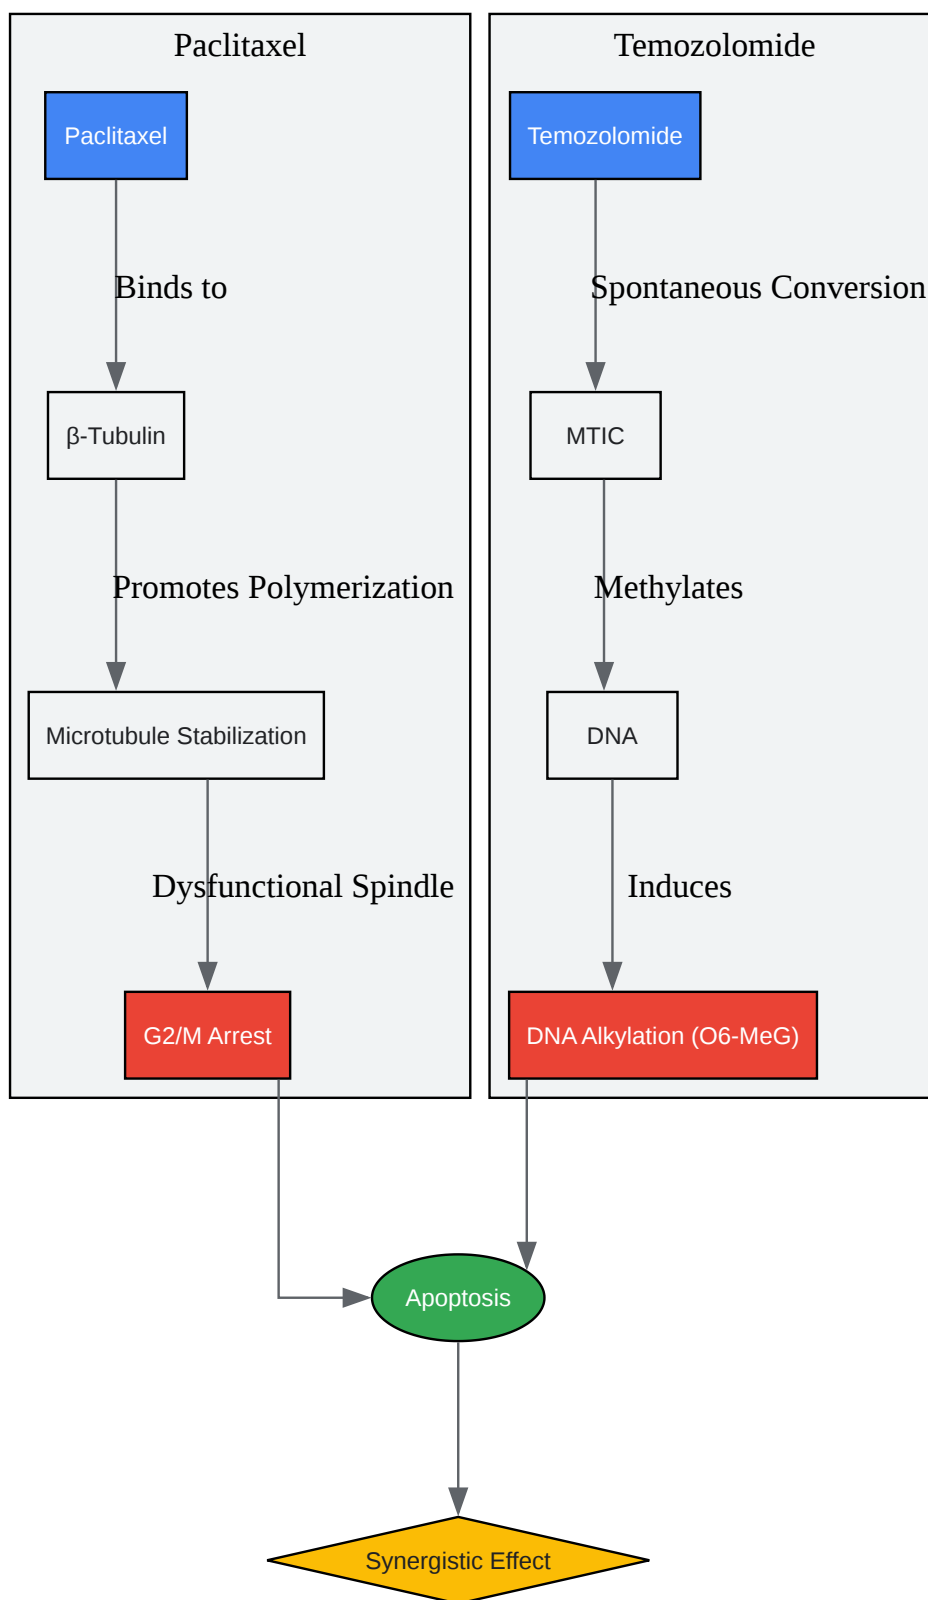 Paclitaxel
Paclitaxel
Binds to
β-Tubulin
Promotes Polymerization
Microtubule Stabilization
Dysfunctional Spindle
G2/M Arrest
Temozolomide
Temozolomide
Spontaneous Conversion
MTIC
Methylates
DNA
Induces
DNA Alkylation (O6-MeG)
Apoptosis
Synergistic Effect